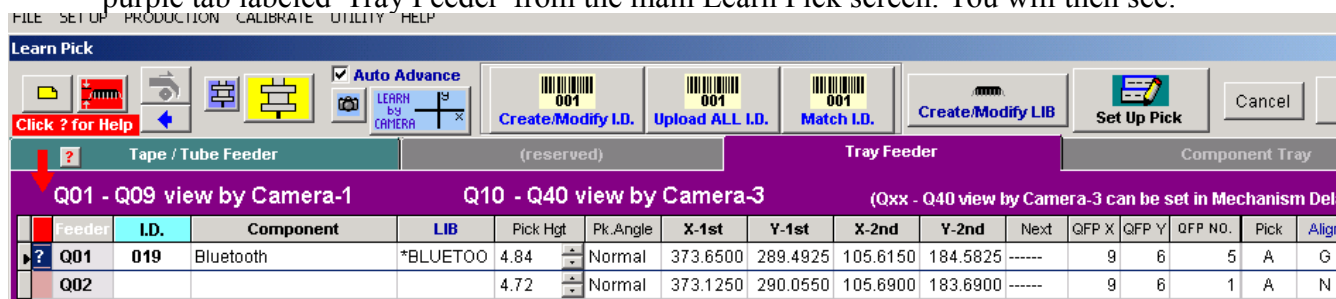 purple tab labeled 'Tray Feeder' from the main Learn Pick screen. You will then see:
FILE SETUP PRODUCTION CALIBRATE UTILITY HELP
Learn Pick
Auto Advance
LEARN by CAMERA
Y
X
001 001 001
Click ? for Help Create/Modify I.D. Upload ALL I.D. Match I.D. Create/Modify LIB Set Up Pick Cancel
? Tape / Tube Feeder (reserved) Tray Feeder Component Tray
Q01 - Q09 view by Camera-1 Q10 - Q40 view by Camera-3 (Qxx - Q40 view by Camera-3 can be set in Mechanism Del
Feeder I.D. Component LIB Pick Hgt Pk.Angle X-1st Y-1st X-2nd Y-2nd Next QFP X QFP Y QFP NO. Pick Align
? Q01 019 Bluetooth *BLUETOO 4.84 Normal 373.6500 289.4925 105.6150 184.5825 ------ 9 6 5 A G
Q02 4.72 Normal 373.1250 290.0550 105.6900 183.6900 ------ 9 6 1 A N